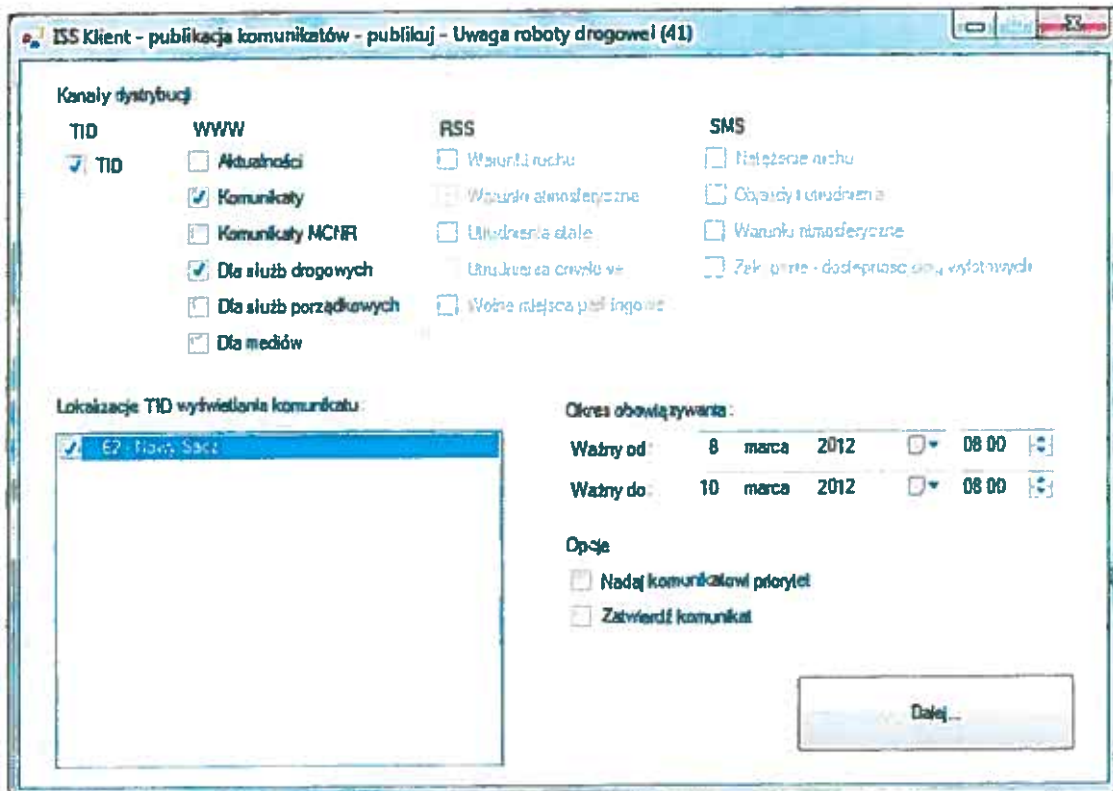 ISS Klient - publikacja komunikatów - publikuj - Uwaga roboty drogowe! (41)
Kanały dystrybucji
TID WWW RSS SMS
TID
Aktualności
Komunikaty
Komunikaty MCNR
Dla służb drogowych
Dla służb porządkowych
Dla mediów
Warunki ruchu
Warunki atmosferyczne
Utrudnienia stałe
Utrudnienia
Wolne miejsca parkingowe
Natężenie ruchu
Objazdy i utrudnienia
Warunki atmosferyczne
Lokalizacje TID wyświetlania komunikatu:
Nowy Sącz
Okres obowiązywania:
Ważny od: 8 marca 2012 08:00
Ważny do: 10 marca 2012 08:00
Opcje
Nadaj komunikatowi priorytet
Zatwierdź komunikat
Dalej...